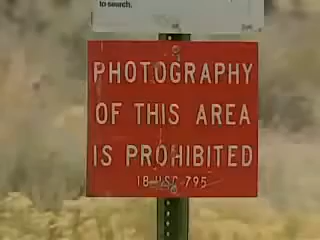 to search.
PHOTOGRAPHY
OF THIS AREA
IS PROHIBITED
18 USC 795